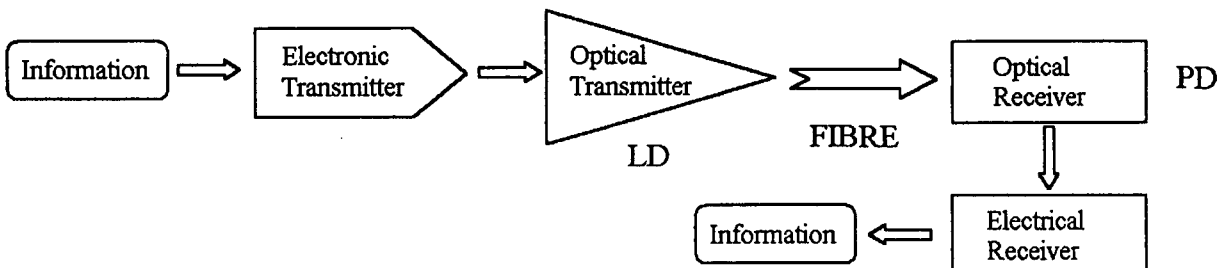 Information
Electronic
Transmitter
Optical
Transmitter
LD
FIBRE
Optical
Receiver
PD
Electrical
Receiver
Information